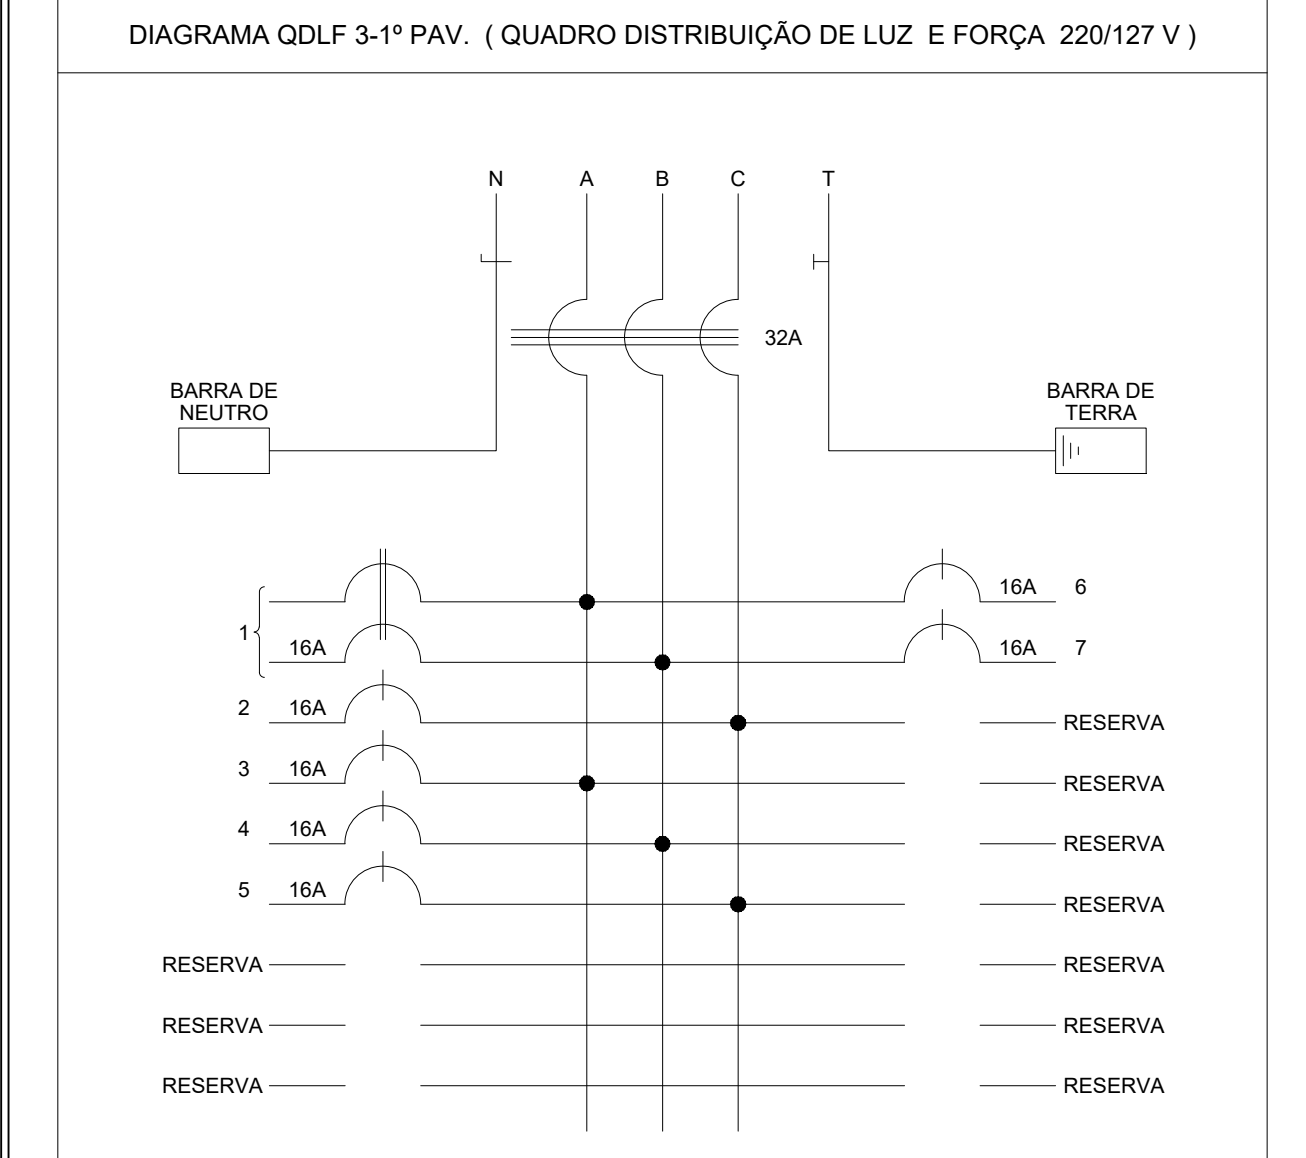 DIAGRAMA QDLF 3-1º PAV. ( QUADRO DISTRIBUIÇÃO DE LUZ E FORÇA 220/127 V )
N A B C T
32A
BARRA DE
NEUTRO
BARRA DE
TERRA
16A 6
1 16A 16A 7
2 16A RESERVA
3 16A RESERVA
4 16A RESERVA
5 16A RESERVA
RESERVA RESERVA
RESERVA RESERVA
RESERVA RESERVA